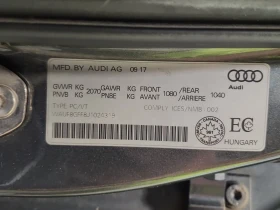 MFD. BY AUDI AG 08 17
GVWR KG 2070 GAWR KG FRONT 1080 /REAR 1040
PNVB KG PNBE KG AVANT /ARRIERE
TYPE: PC/VT COMPLY ICES/NMB-002
Audi
EC
HUNGARY